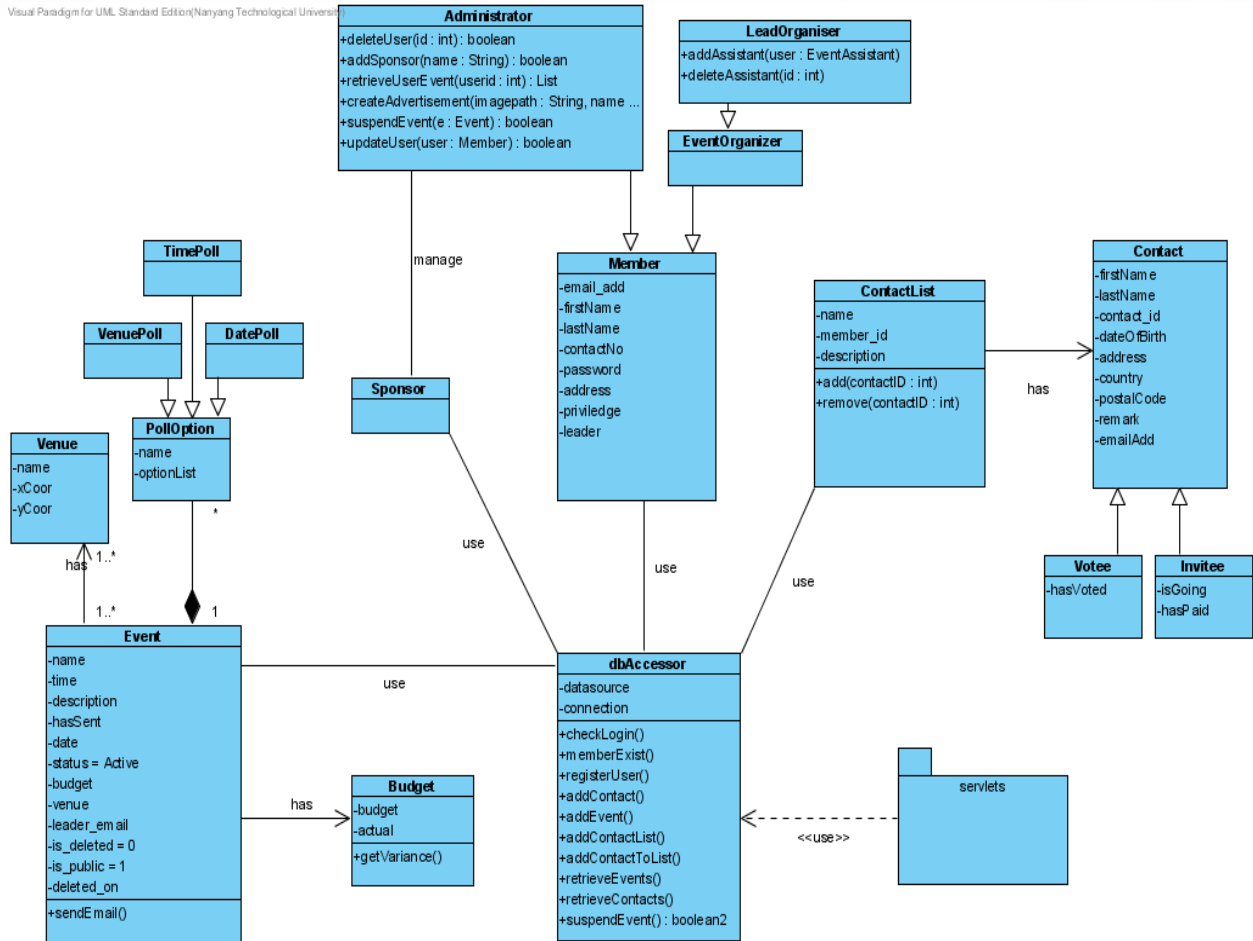 Visual Paradigm for UML Standard Edition(Nanyang Technological University)
Administrator
+deleteUser(id : int) : boolean
+addSponsor(name : String) : boolean
+retrieveUserEvent(userid : int) : List
+createAdvertisement(imagepath : String, name ...
+suspendEvent(e : Event) : boolean
+updateUser(user : Member) : boolean
LeadOrganiser
+addAssistant(user : EventAssistant)
+deleteAssistant(id : int)
EventOrganizer
manage
TimePoll
VenuePoll
DatePoll
PollOption
-name
-optionList
Venue
-name
-xCoor
-yCoor
Sponsor
Member
-email_add
-firstName
-lastName
-contactNo
-password
-address
-priviledge
-leader
ContactList
-name
-member_id
-description
+add(contactID : int)
+remove(contactID : int)
has
Contact
-firstName
-lastName
-contact_id
-dateOfBirth
-address
-country
-postalCode
-remark
-emailAdd
Votee
-hasVoted
Invitee
-isGoing
-hasPaid
*
1..*
has
1..*
1
use
use
use
use
Event
-name
-time
-description
-hasSent
-date
-status = Active
-budget
-venue
-leader_email
-is_deleted = 0
-is_public = 1
-deleted_on
+sendEmail()
has
Budget
-budget
-actual
+getVariance()
dbAccessor
-datasource
-connection
+checkLogin()
+memberExist()
+registerUser()
+addContact()
+addEvent()
+addContactList()
+addContactToList()
+retrieveEvents()
+retrieveContacts()
+suspendEvent() : boolean2
<<use>>
servlets